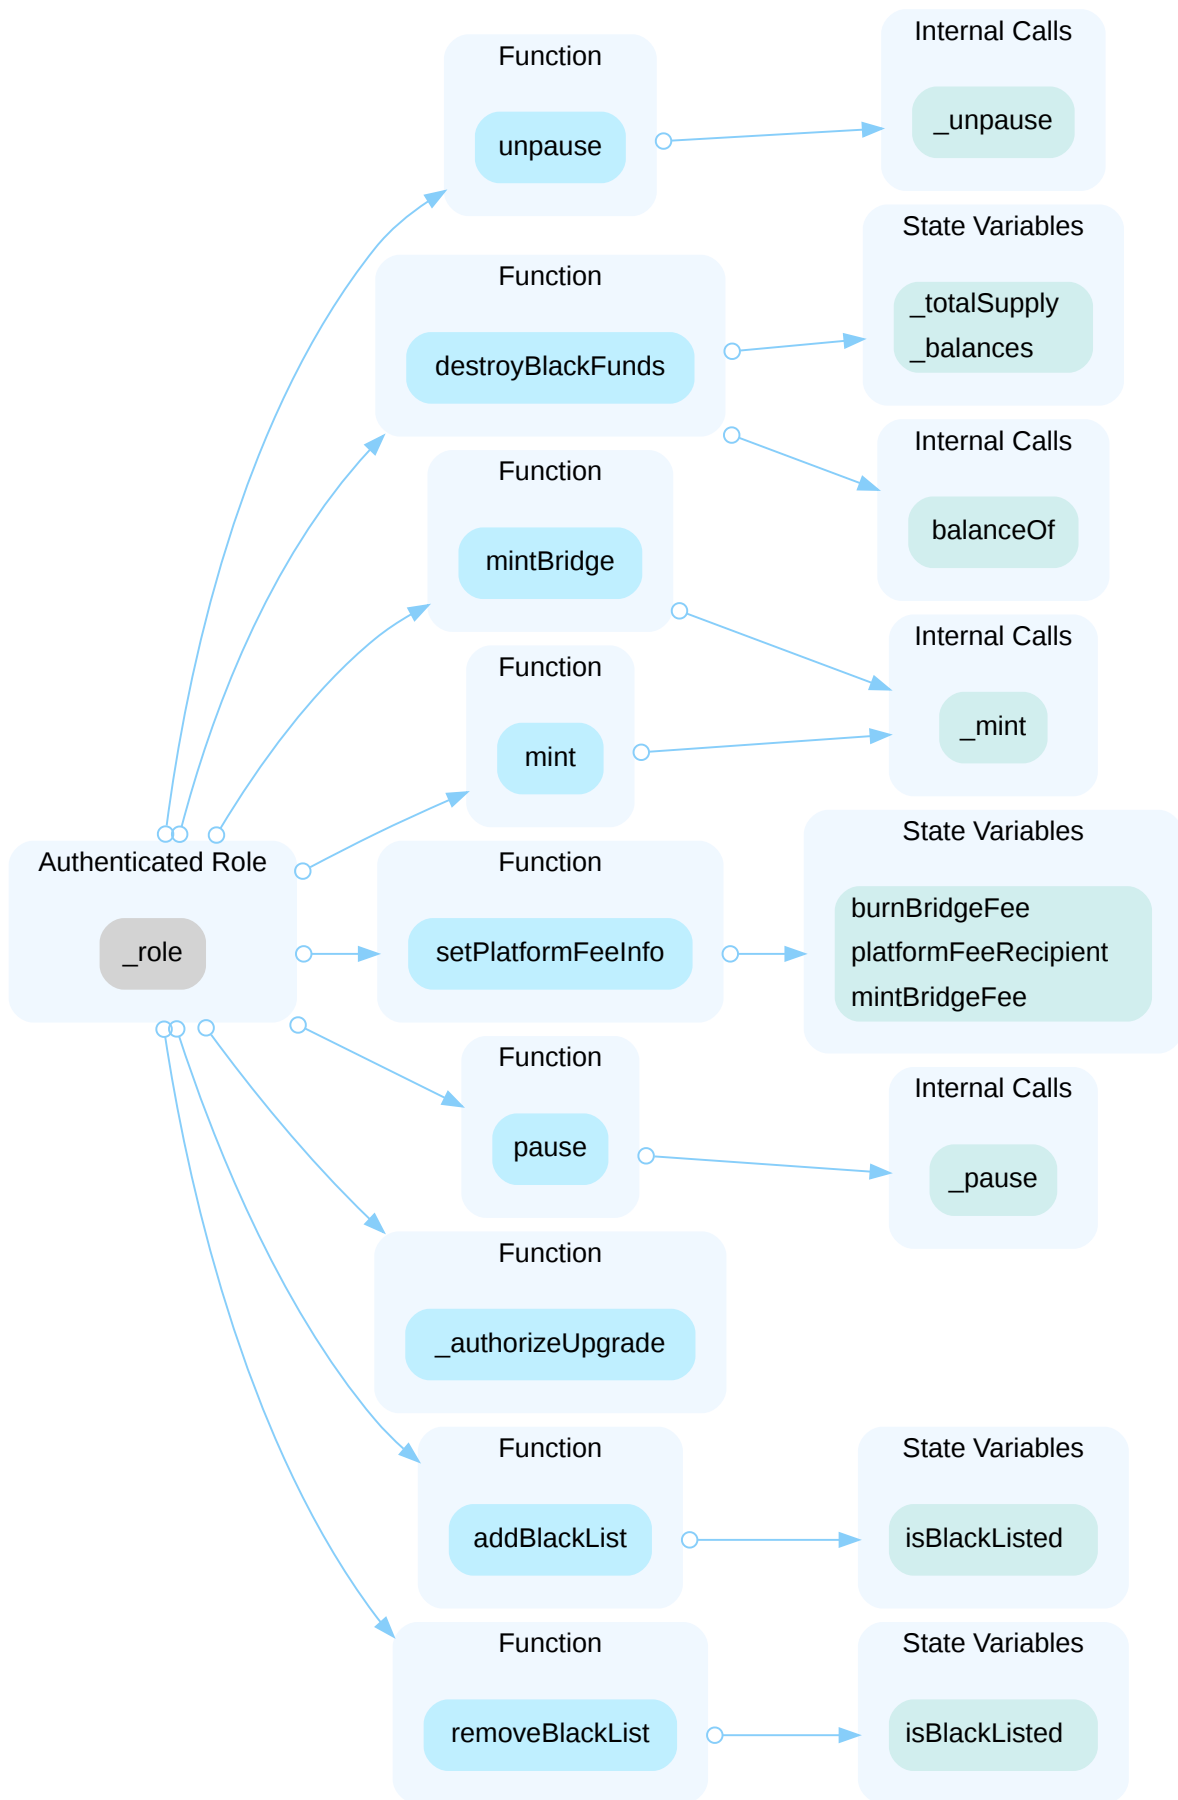 Function
unpause
Internal Calls
_unpause
Function
destroyBlackFunds
State Variables
_totalSupply
_balances
Internal Calls
balanceOf
Function
mintBridge
Function
mint
Internal Calls
_mint
Authenticated Role
_role
Function
setPlatformFeeInfo
State Variables
burnBridgeFee
platformFeeRecipient
mintBridgeFee
Function
pause
Internal Calls
_pause
Function
_authorizeUpgrade
Function
addBlackList
State Variables
isBlackListed
Function
removeBlackList
State Variables
isBlackListed